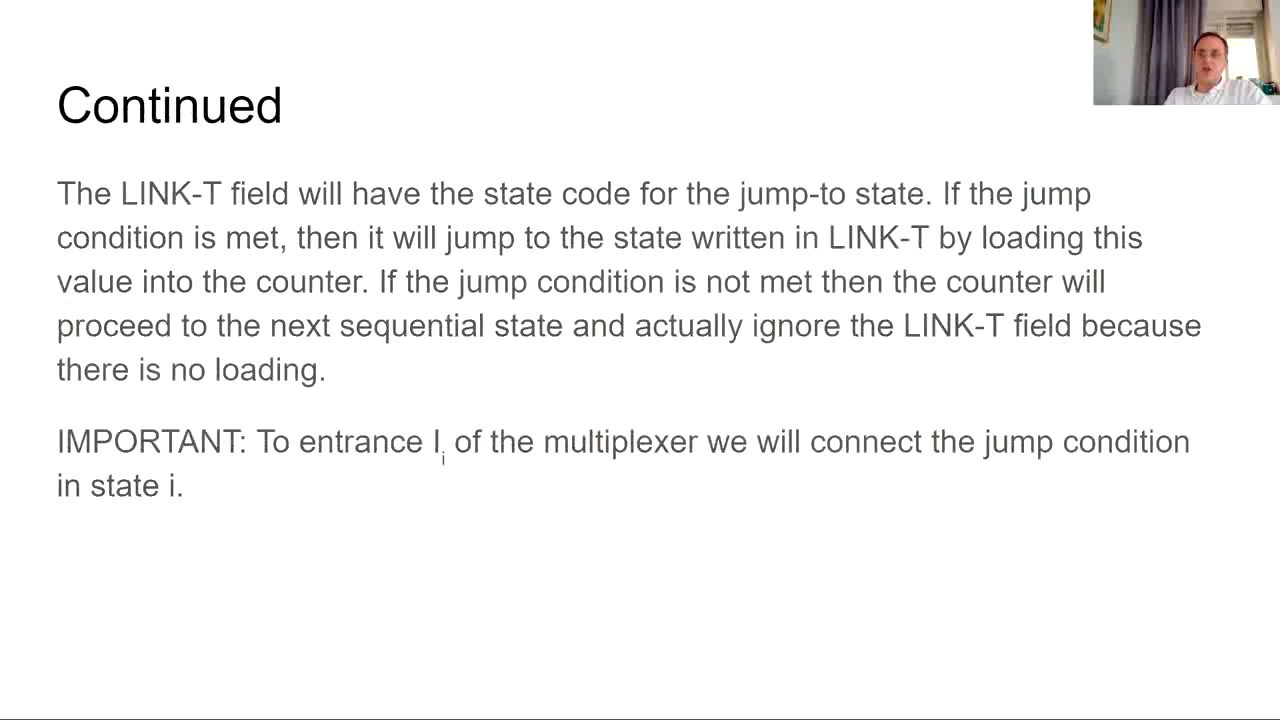 Continued
The LINK-T field will have the state code for the jump-to state. If the jump
condition is met, then it will jump to the state written in LINK-T by loading this
value into the counter. If the jump condition is not met then the counter will
proceed to the next sequential state and actually ignore the LINK-T field because
there is no loading.
IMPORTANT: To entrance Ii of the multiplexer we will connect the jump condition
in state i.